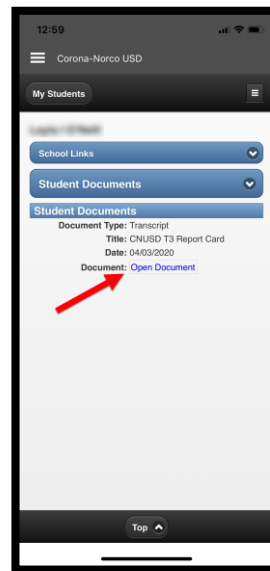 12:59
Corona-Norco USD
My Students
School Links
Student Documents
Student Documents
Document Type: Transcript
Title: CNUSD T3 Report Card
Date: 04/03/2020
Document: Open Document
Top